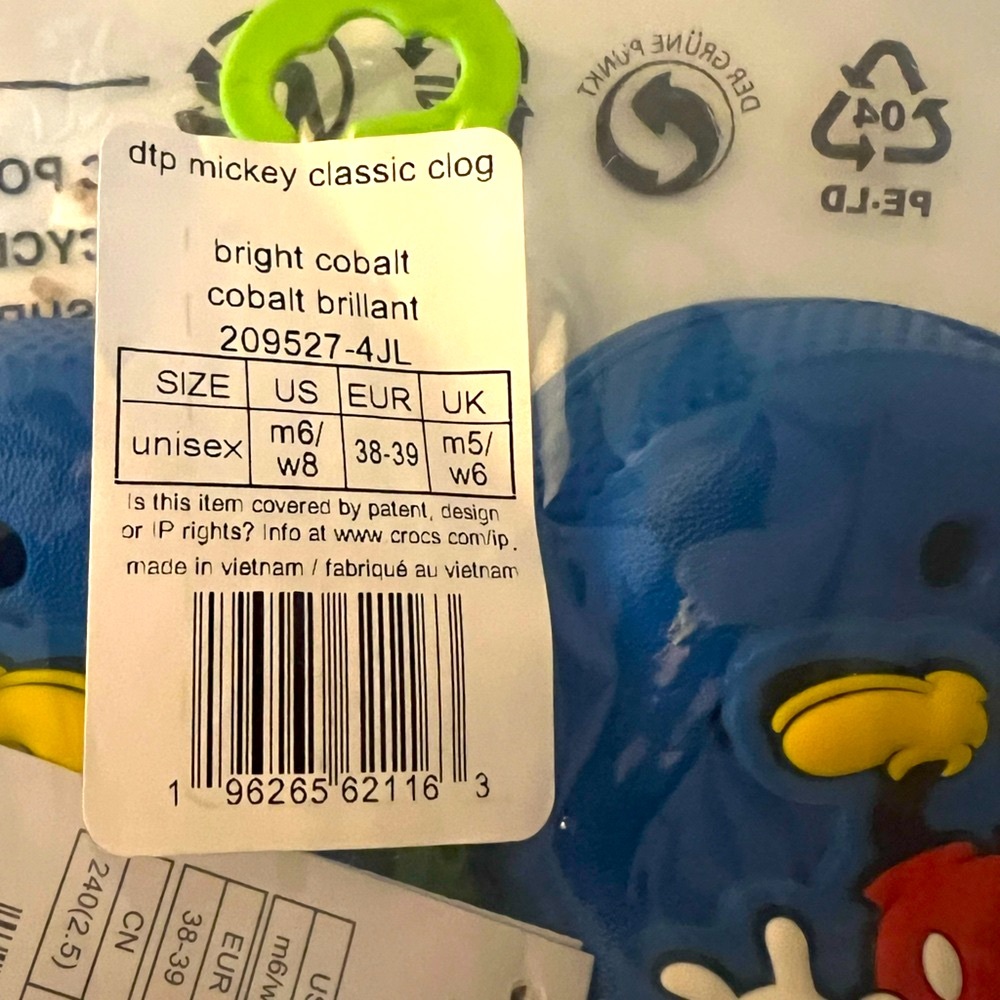 DER GRÜNE PUNKT
04
PE-LD
dtp mickey classic clog
bright cobalt
cobalt brillant
209527-4JL
SIZE US EUR UK
unisex m6/ w8 38-39 m5/ w6
Is this item covered by patent, design
or IP rights? Info at www.crocs.com/ip.
made in vietnam / fabriqué au vietnam
1 96265 62116 3
240(2.5)
CN
38-39
EUR
m6/w
US